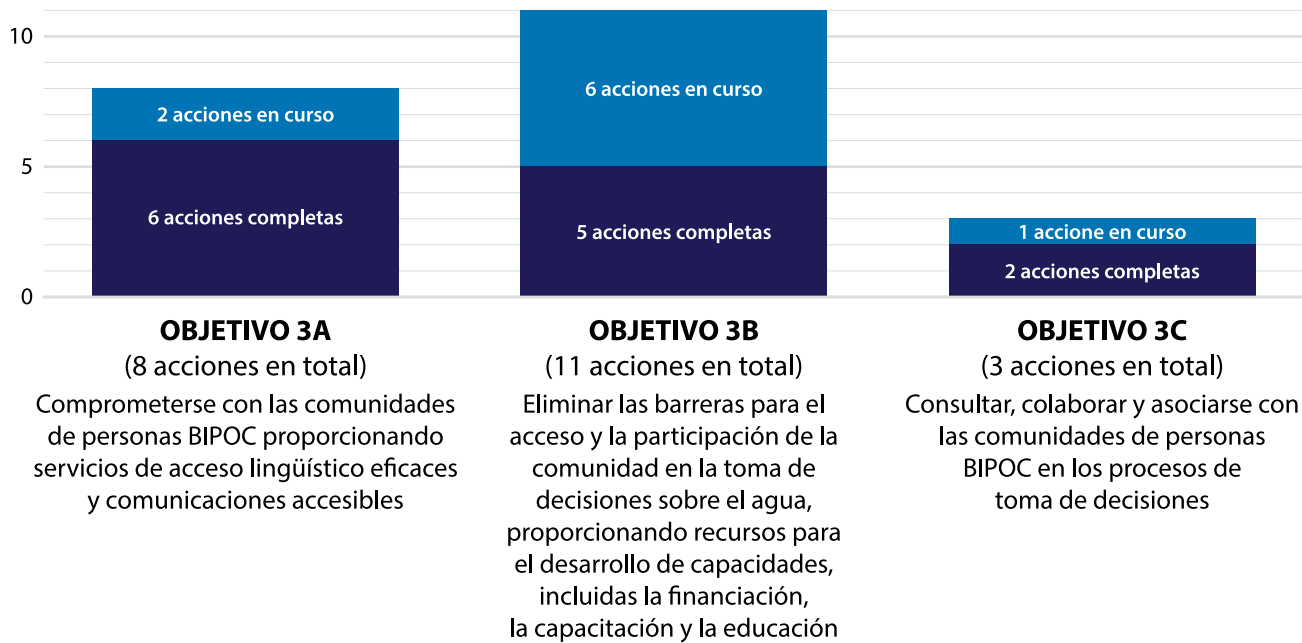 10
5
0
2 acciones en curso
6 acciones completas
6 acciones en curso
5 acciones completas
1 accione en curso
2 acciones completas
OBJETIVO 3A
(8 acciones en total)
Comprometerse con las comunidades
de personas BIPOC proporcionando
servicios de acceso lingüístico eficaces
y comunicaciones accesibles
OBJETIVO 3B
(11 acciones en total)
Eliminar las barreras para el
acceso y la participación de la
comunidad en la toma de
decisiones sobre el agua,
proporcionando recursos para
el desarrollo de capacidades,
incluidas la financiación,
la capacitación y la educación
OBJETIVO 3C
(3 acciones en total)
Consultar, colaborar y asociarse con
las comunidades de personas
BIPOC en los procesos de
toma de decisiones